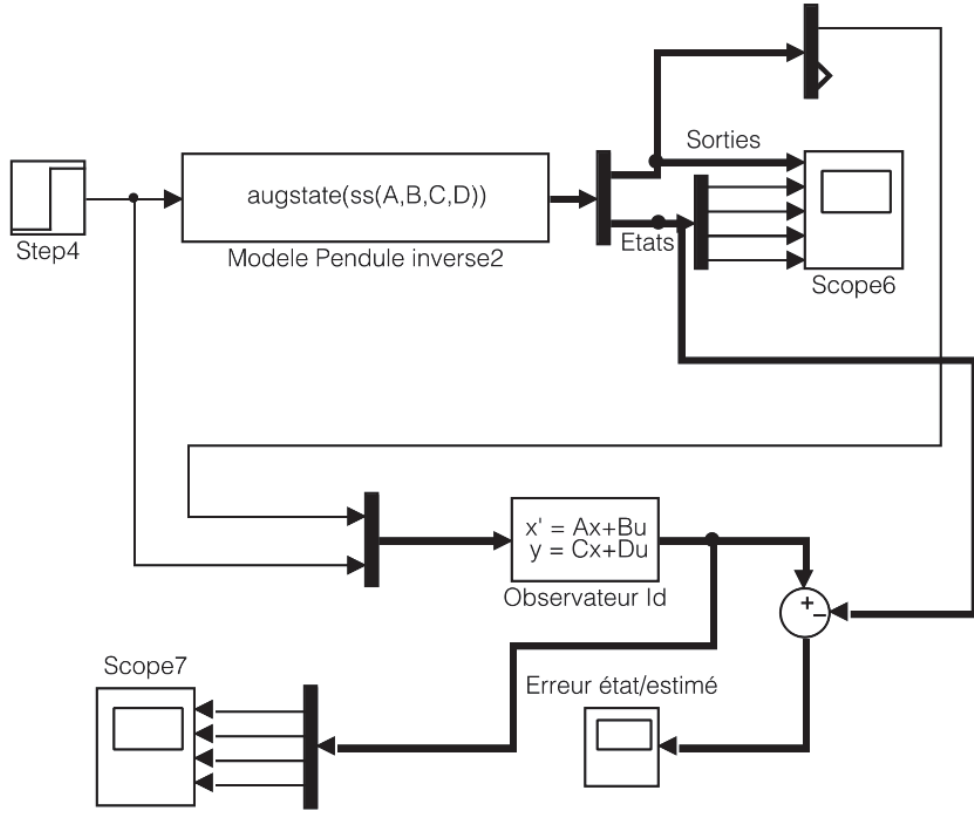 Sorties
augstate(ss(A,B,C,D))
Step4
Modele Pendule inverse2
Etats
Scope6
x' = Ax+Bu
y = Cx+Du
Observateur Id
+
−
Scope7
Erreur état/estimé